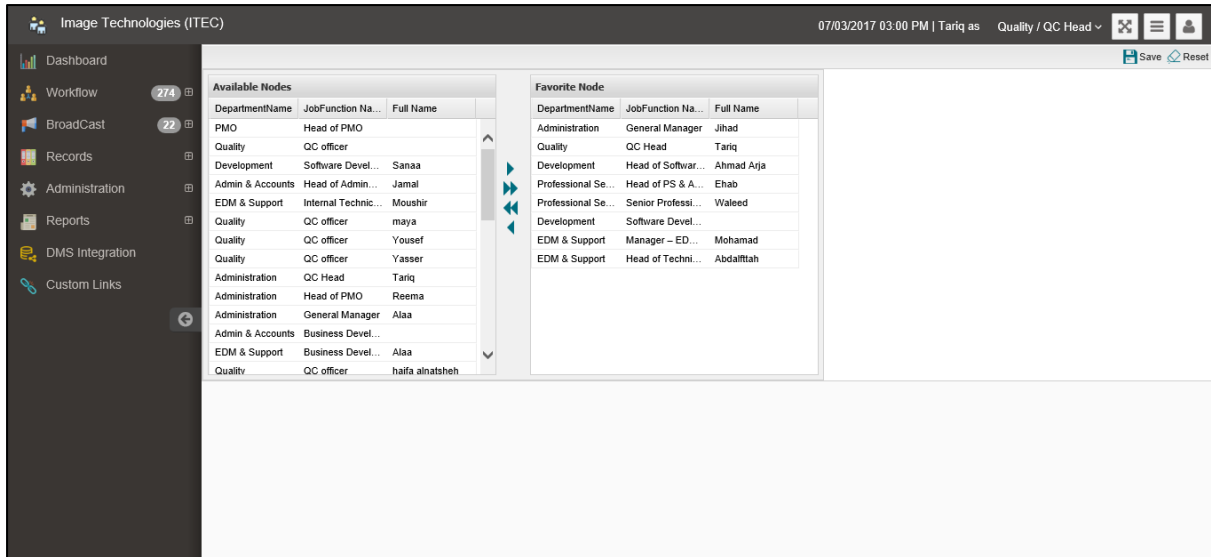 Image Technologies (ITEC)
07/03/2017 03:00 PM | Tariq as Quality / QC Head
Save Reset
Dashboard
Workflow 274
BroadCast 22
Records
Administration
Reports
DMS Integration
Custom Links
Available Nodes
DepartmentName JobFunction Na... Full Name
PMO Head of PMO
Quality QC officer
Development Software Devel... Sanaa
Admin & Accounts Head of Admin... Jamal
EDM & Support Internal Technic... Moushir
Quality QC officer maya
Quality QC officer Yousef
Quality QC officer Yasser
Administration QC Head Tariq
Administration Head of PMO Reema
Administration General Manager Alaa
Admin & Accounts Business Devel...
EDM & Support Business Devel... Alaa
Quality QC officer haifa alnatsheh
Favorite Node
DepartmentName JobFunction Na... Full Name
Administration General Manager Jihad
Quality QC Head Tariq
Development Head of Softwar... Ahmad Arja
Professional Se... Head of PS & A... Ehab
Professional Se... Senior Professi... Waleed
Development Software Devel...
EDM & Support Manager – ED... Mohamad
EDM & Support Head of Techni... Abdalfttah